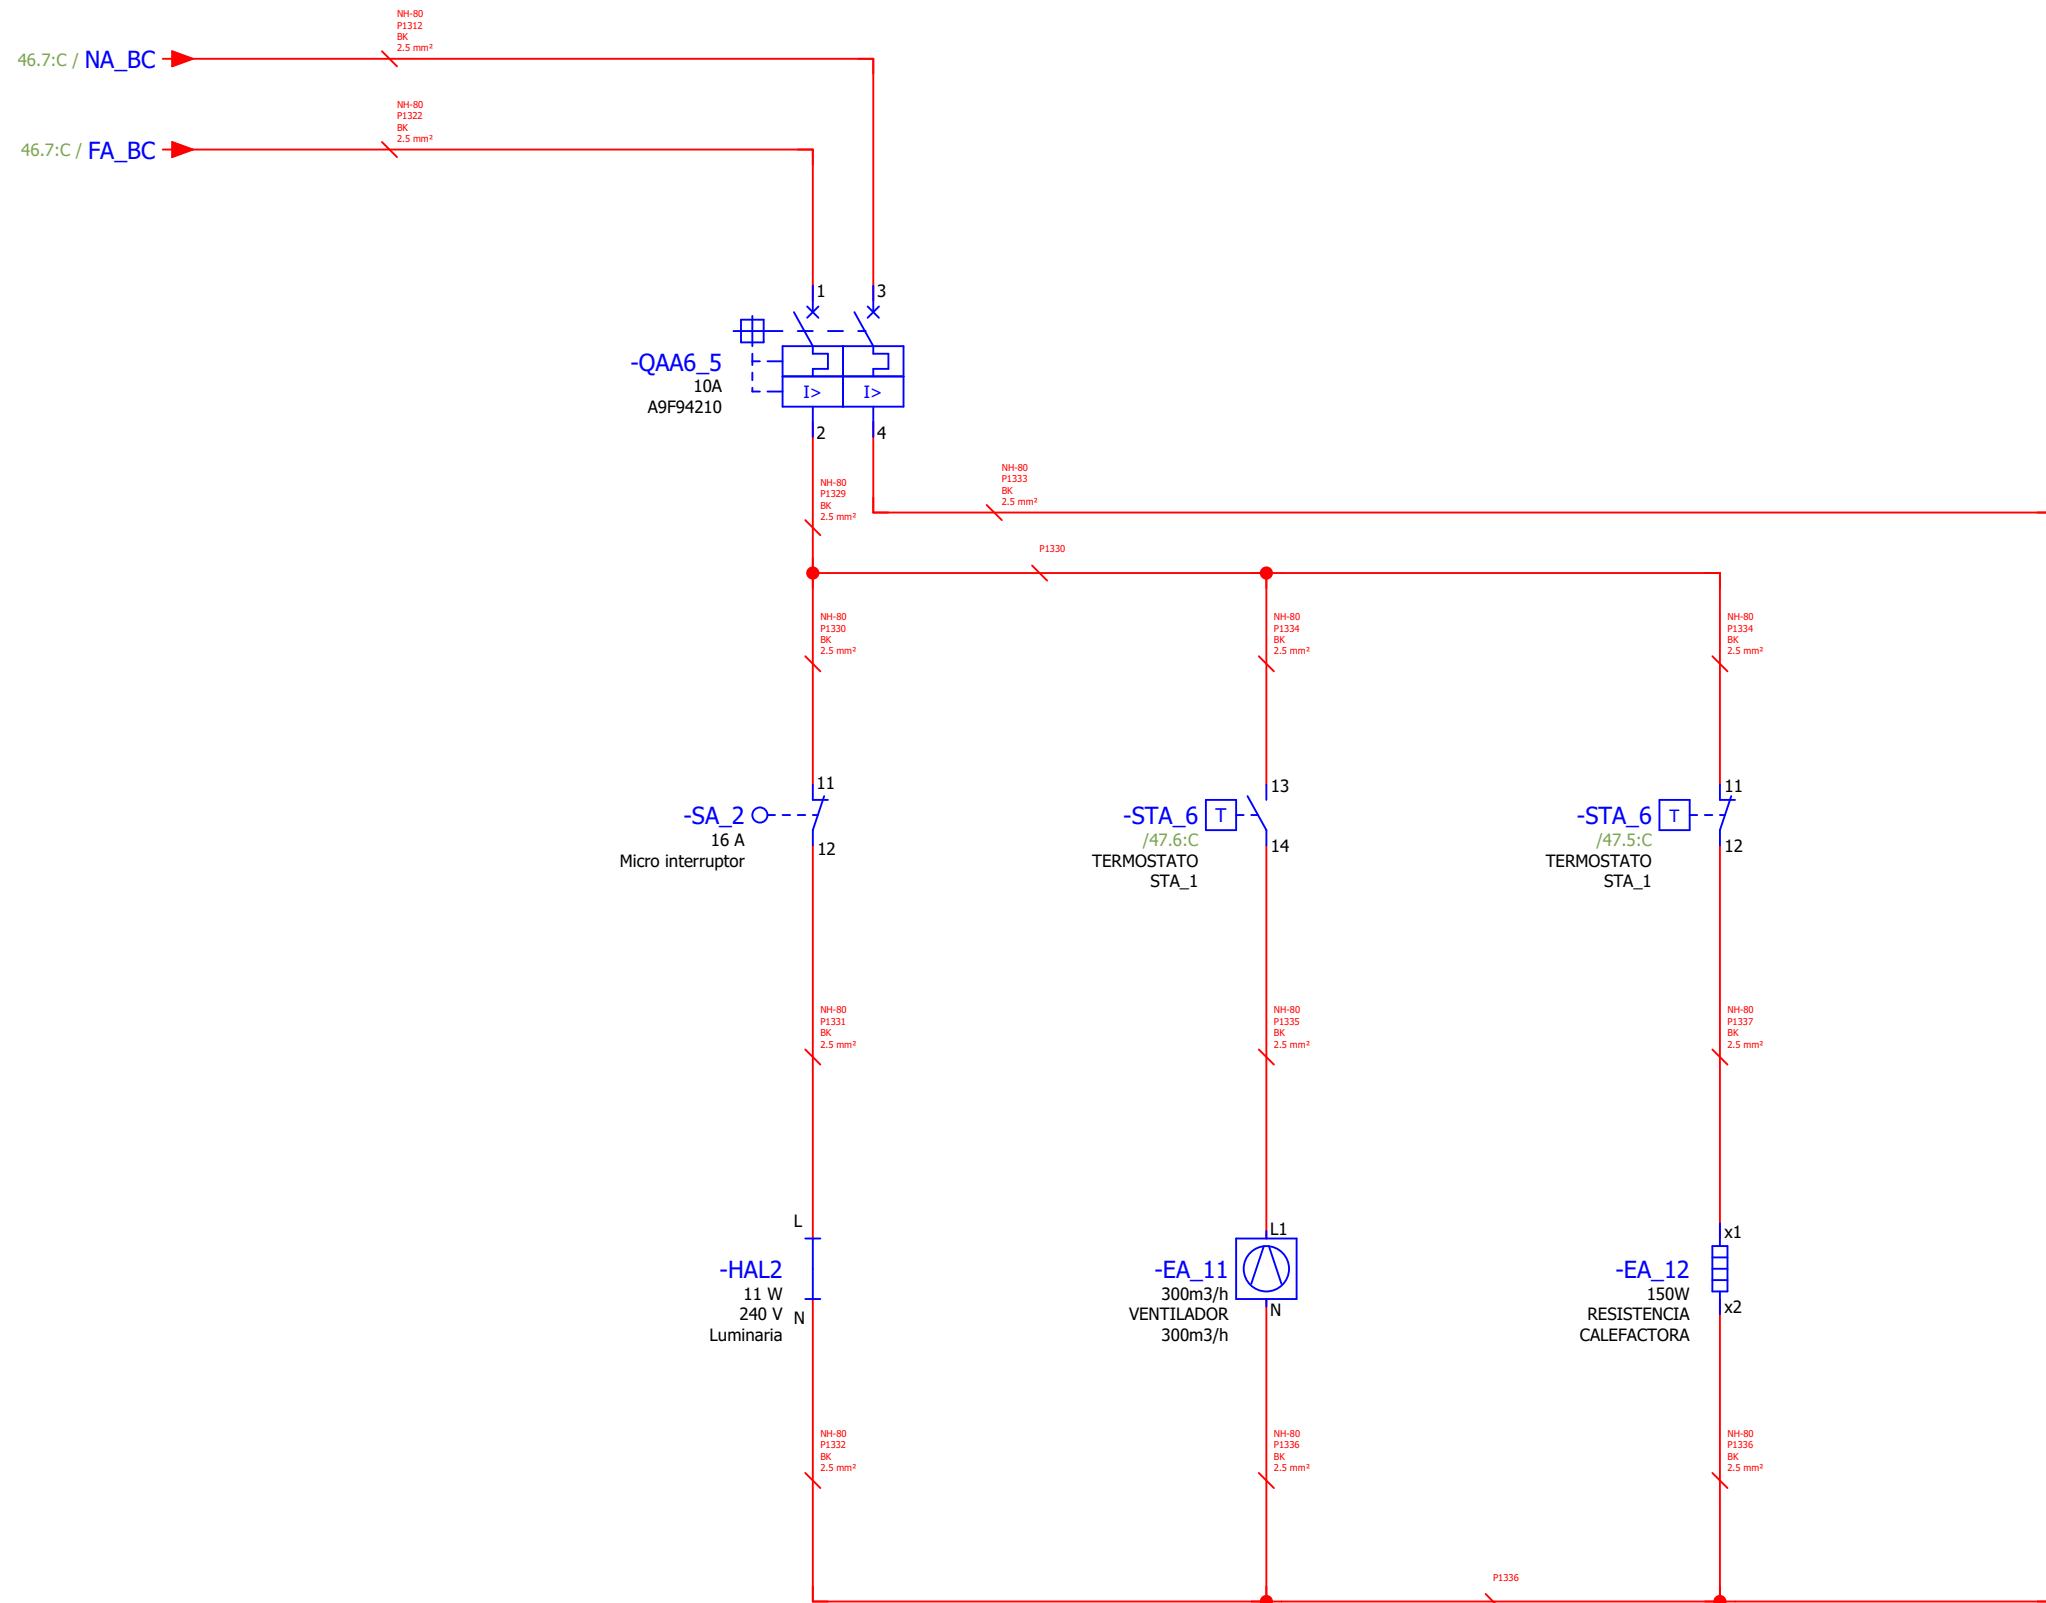 NH-80
P1312
BK
2.5 mm²
46.7:C / NA_BC
NH-80
P1322
BK
2.5 mm²
46.7:C / FA_BC
1
3
-QAA6_5
10A
A9F94210
I>
I>
2
4
NH-80
P1333
BK
2.5 mm²
NH-80
P1329
BK
2.5 mm²
P1330
NH-80
P1330
BK
2.5 mm²
NH-80
P1334
BK
2.5 mm²
NH-80
P1334
BK
2.5 mm²
11
-SA_2
16 A
Micro interruptor
12
13
-STA_6
T
/47.6:C
TERMOSTATO
STA_1
14
11
-STA_6
T
/47.5:C
TERMOSTATO
STA_1
12
NH-80
P1331
BK
2.5 mm²
NH-80
P1335
BK
2.5 mm²
NH-80
P1337
BK
2.5 mm²
L
-HAL2
11 W
240 V
Luminaria
N
L1
-EA_11
300m3/h
VENTILADOR
300m3/h
N
x1
-EA_12
150W
RESISTENCIA
CALEFACTORA
x2
NH-80
P1332
BK
2.5 mm²
NH-80
P1336
BK
2.5 mm²
NH-80
P1336
BK
2.5 mm²
P1336